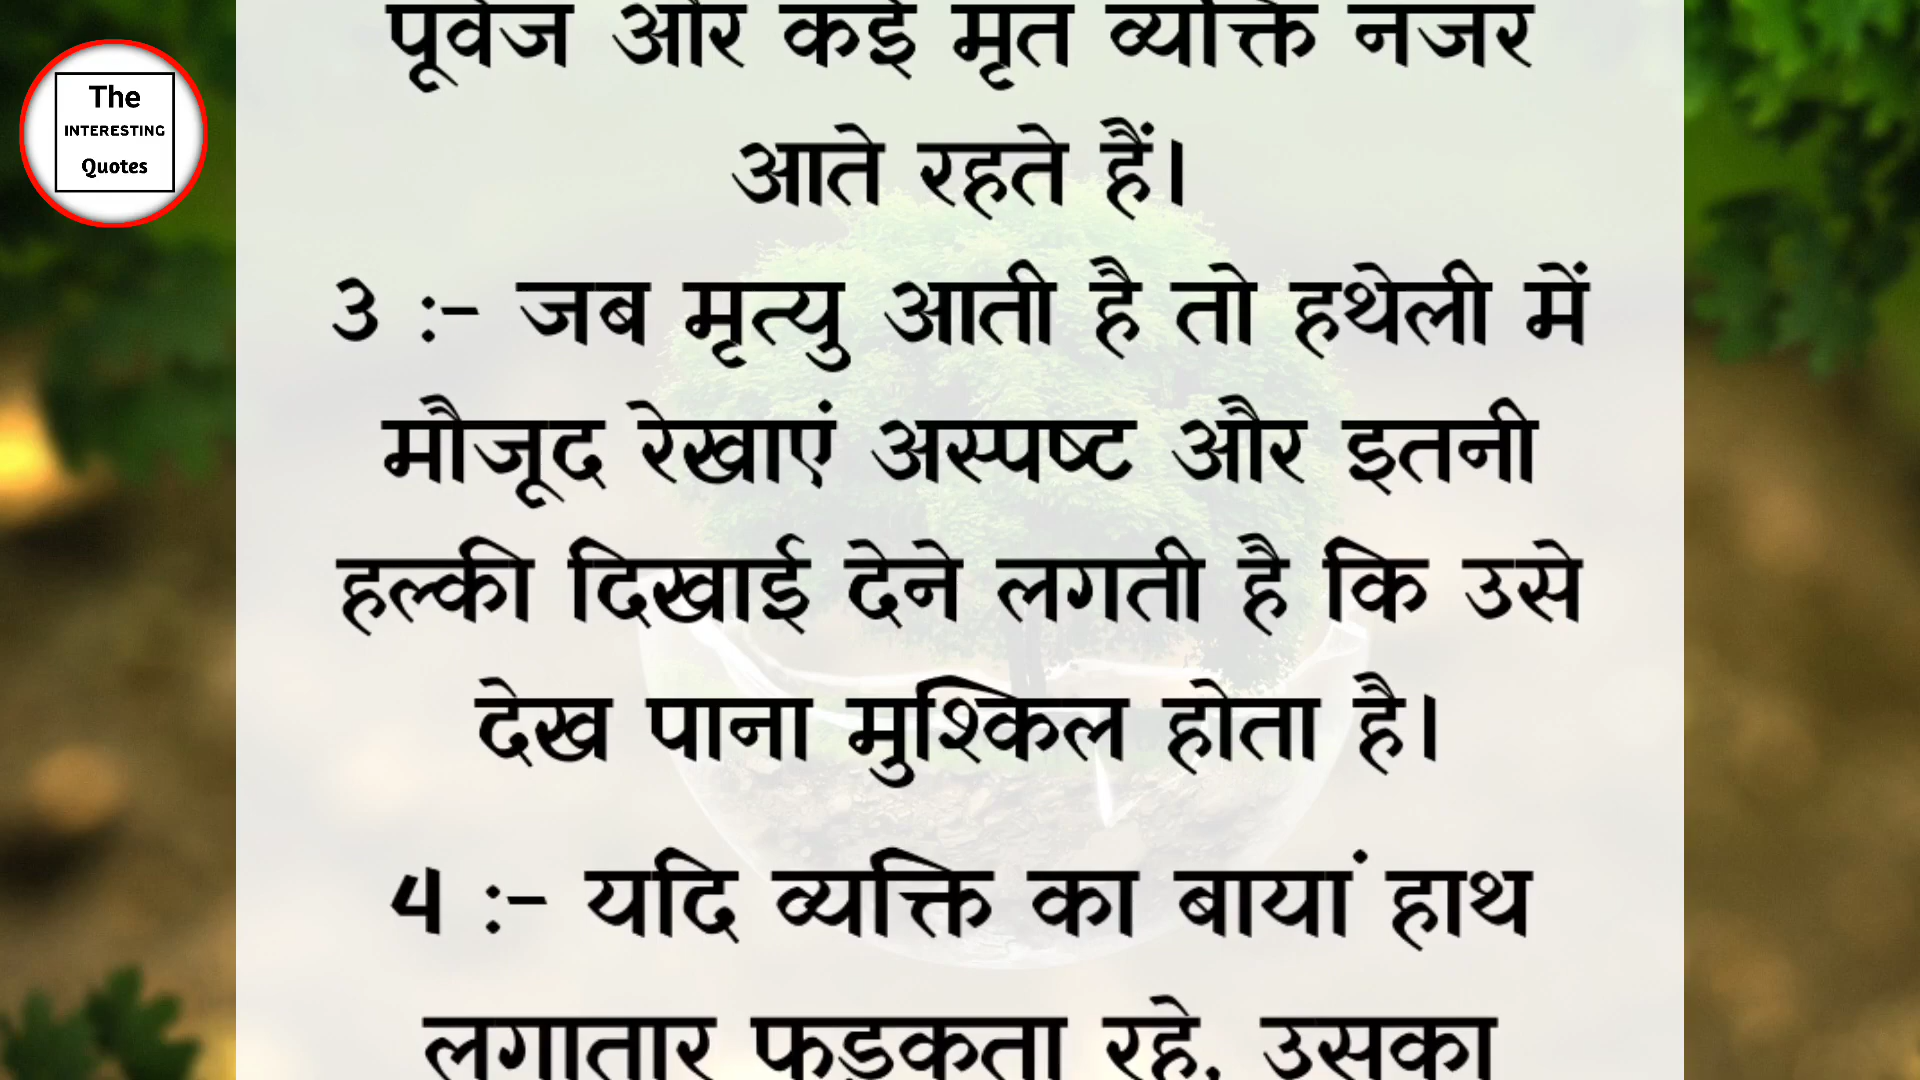 The
INTERESTING
Quotes
पूर्वज और कई मृत व्यक्ति नजर
आते रहते हैं।
3 :- जब मृत्यु आती है तो हथेली में
मौजूद रेखाएं अस्पष्ट और इतनी
हल्की दिखाई देने लगती है कि उसे
देख पाना मुश्किल होता है।
4 :- यदि व्यक्ति का बायां हाथ
लगातार फड़कता रहे, उसका